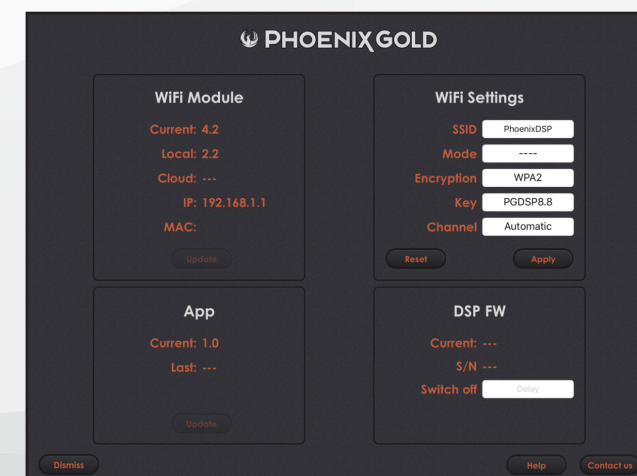 PHOENIX GOLD
WiFi Module
Current: 4.2
Local: 2.2
Cloud: ---
IP: 192.168.1.1
MAC:
Update
WiFi Settings
SSID PhoenixDSP
Mode ----
Encryption WPA2
Key PGDSP8.8
Channel Automatic
Reset Apply
App
Current: 1.0
Last: ---
Update
DSP FW
Current: ---
S/N ---
Switch off Delay
Dismiss Help Contact us